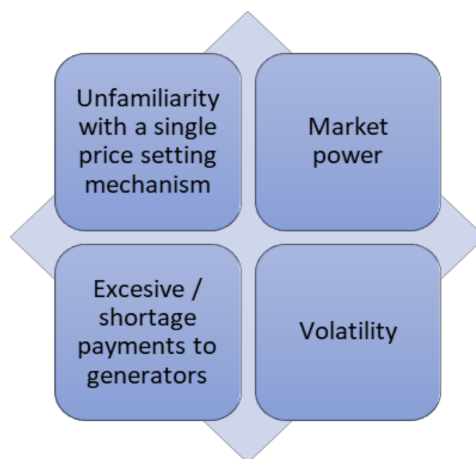 Unfamiliarity
with a single
price setting
mechanism
Market
power
Excesive /
shortage
payments to
generators
Volatility